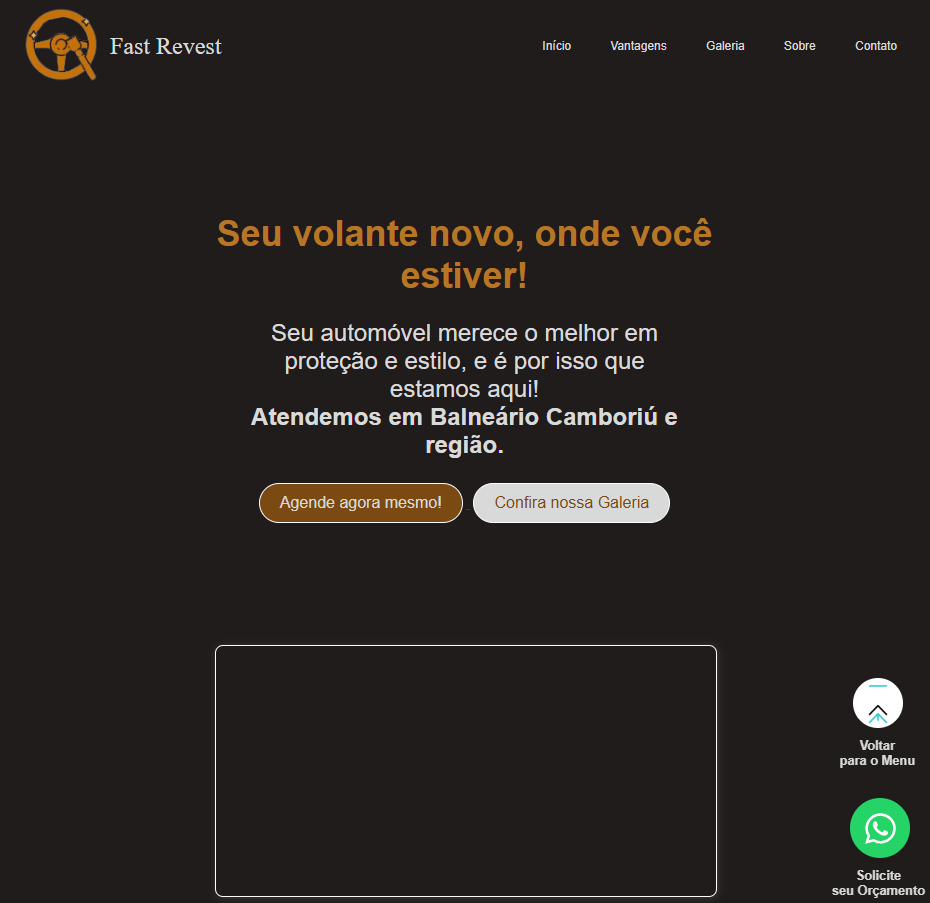 Fast Revest
Início
Vantagens
Galeria
Sobre
Contato
Seu volante novo, onde você
estiver!
Seu automóvel merece o melhor em
proteção e estilo, e é por isso que
estamos aqui!
Atendemos em Balneário Camboriú e
região.
Agende agora mesmo!
Confira nossa Galeria
Voltar
para o Menu
Solicite
seu Orçamento